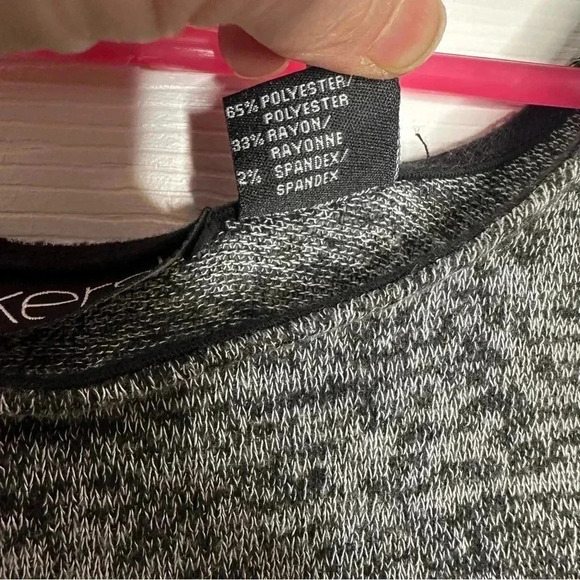 65% POLYESTER/
POLYESTER
33% RAYON/
RAYONNE
2% SPANDEX/
SPANDEX